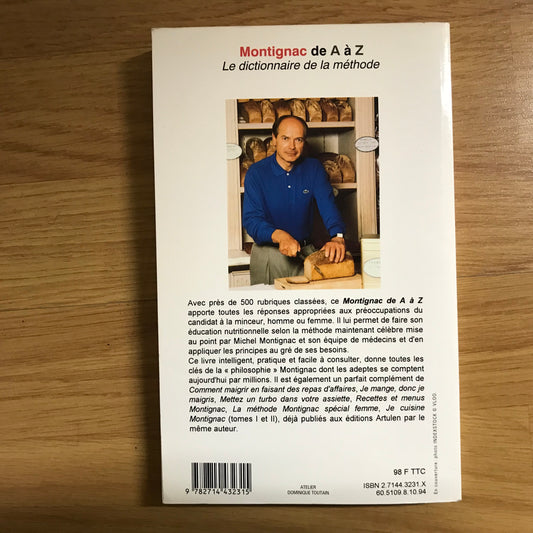 Montignac de A à Z
Le dictionnaire de la méthode
Avec près de 500 rubriques classées, ce Montignac de A à Z
apporte toutes les réponses appropriées aux préoccupations du
candidat à la minceur, homme ou femme. Il lui permet de faire son
éducation nutritionnelle selon la méthode maintenant célèbre mise
au point par Michel Montignac et son équipe de médecins et d'en
appliquer les principes au gré de ses besoins.
Ce livre intelligent, pratique et facile à consulter, donne toutes les
clés de la « philosophie » Montignac dont les adeptes se comptent
aujourd'hui par millions. Il est également un parfait complément de
Comment maigrir en faisant des repas d'affaires, Je mange, donc je
maigris, Mettez un turbo dans votre assiette, Recettes et menus
Montignac, La méthode Montignac spécial femme, Je cuisine
Montignac (tomes I et II), déjà publiés aux éditions Artulen par le
même auteur.
En couverture : photo INDEXSTOCK © VLOO
98 F TTC
9 782714 432315
ATELIER
DOMINIQUE TOUTAIN
ISBN 2.7144.3231.X
60.5109.8.10.94